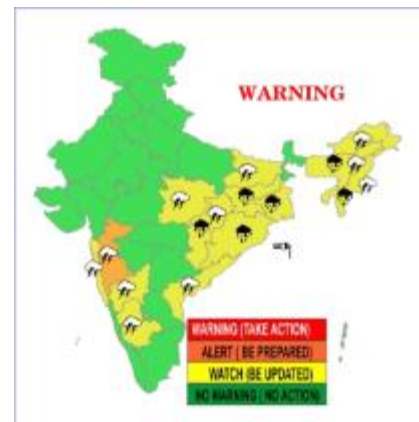 WARNING
WARNING (TAKE ACTION)
ALERT ( BE PREPARED)
WATCH (BE UPDATED)
NO WARNING ( NO ACTION)